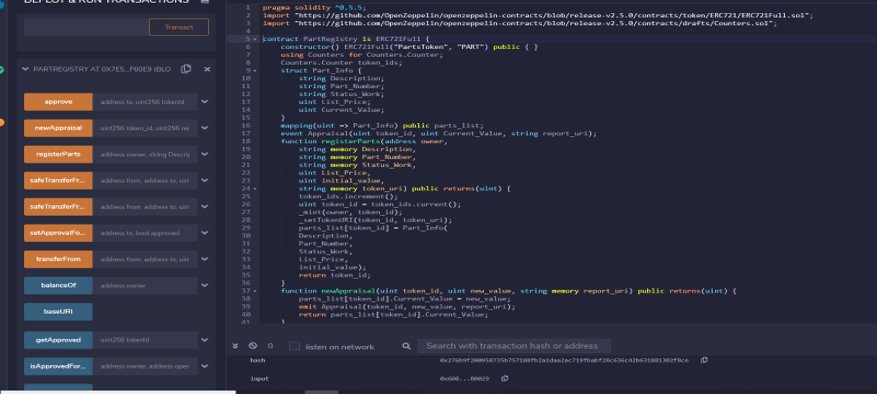 DEPLOY & RUN TRANSACTIONS
Transact
PARTREGISTRY AT 0X7E5...F60E9 (BLO
approve address to, uint256 tokenId
newAppraisal uint256 token_id, uint256 ne
registerParts address owner, string Descrip
safeTransferFr... address from, address to, uin
safeTransferFr... address from, address to, uin
setApprovalFo... address to, bool approved
transferFrom address from, address to, uin
balanceOf address owner
baseURI
getApproved uint256 tokenId
isApprovedFor... address owner, address oper
1 pragma solidity ^0.5.5;
2 import "https://github.com/OpenZeppelin/openzeppelin-contracts/blob/release-v2.5.0/contracts/token/ERC721/ERC721Full.sol";
3 import "https://github.com/OpenZeppelin/openzeppelin-contracts/blob/release-v2.5.0/contracts/drafts/Counters.sol";
4
5 contract PartRegistry is ERC721Full {
6 constructor() ERC721Full("PartsToken", "PART") public { }
7 using Counters for Counters.Counter;
8 Counters.Counter token_ids;
9 struct Part_Info {
10 string Description;
11 string Part_Number;
12 string Status_Work;
13 uint List_Price;
14 uint Current_Value;
15 }
16 mapping(uint => Part_Info) public parts_list;
17 event Appraisal(uint token_id, uint Current_Value, string report_uri);
18 function registerParts(address owner,
19 string memory Description,
20 string memory Part_Number,
21 string memory Status_Work,
22 uint List_Price,
23 uint initial_value,
24 string memory token_uri) public returns(uint) {
25 token_ids.increment();
26 uint token_id = token_ids.current();
27 _mint(owner, token_id);
28 _setTokenURI(token_id, token_uri);
29 parts_list[token_id] = Part_Info(
30 Description,
31 Part_Number,
32 Status_Work,
33 List_Price,
34 initial_value);
35 return token_id;
36 }
37 function newAppraisal(uint token_id, uint new_value, string memory report_uri) public returns(uint) {
38 parts_list[token_id].Current_Value = new_value;
39 emit Appraisal(token_id, new_value, report_uri);
40 return parts_list[token_id].Current_Value;
41 }
0 listen on network Search with transaction hash or address
hash
input 0x608...80029